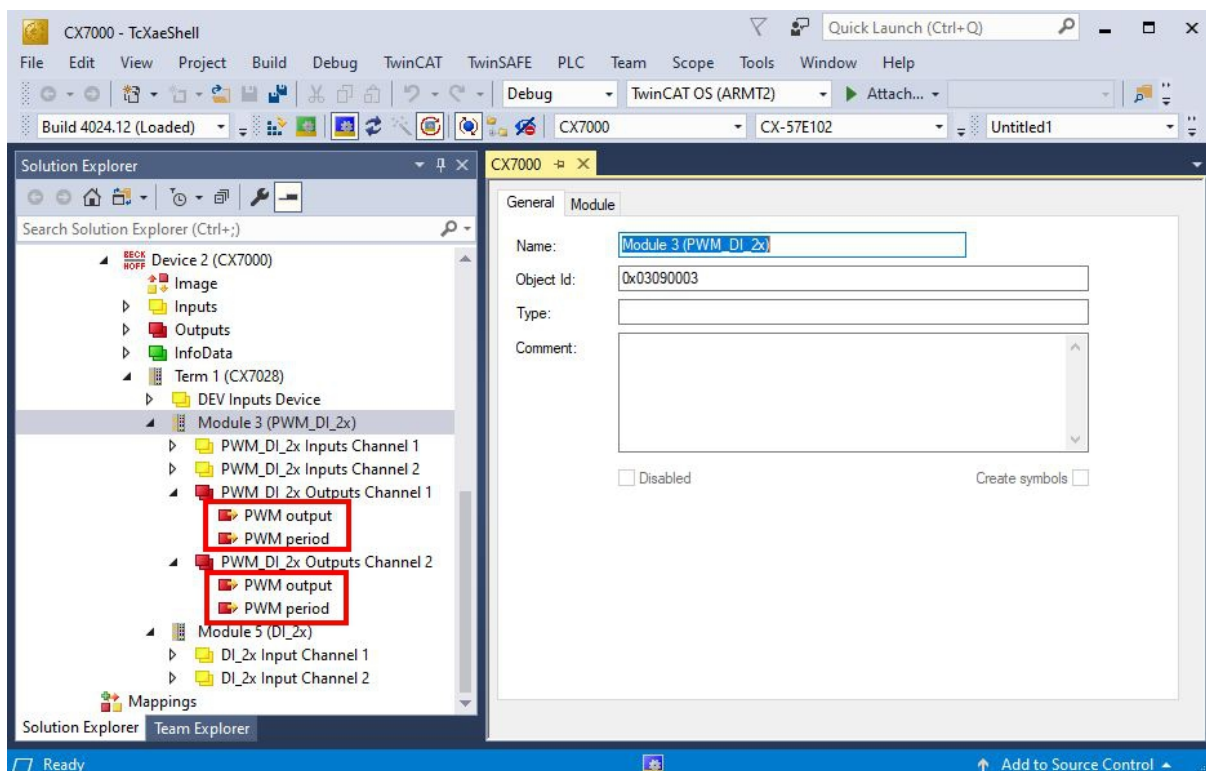 CX7000 - TcXaeShell
Quick Launch (Ctrl+Q)
File Edit View Project Build Debug TwinCAT TwinSAFE PLC Team Scope Tools Window Help
Debug TwinCAT OS (ARMT2) Attach...
Build 4024.12 (Loaded) CX7000 CX-57E102 Untitled1
Solution Explorer
Search Solution Explorer (Ctrl+;)
BECKHOFF Device 2 (CX7000)
Image
Inputs
Outputs
InfoData
Term 1 (CX7028)
DEV Inputs Device
Module 3 (PWM_DI_2x)
PWM_DI_2x Inputs Channel 1
PWM_DI_2x Inputs Channel 2
PWM_DI_2x Outputs Channel 1
PWM output
PWM period
PWM_DI_2x Outputs Channel 2
PWM output
PWM period
Module 5 (DI_2x)
DI_2x Input Channel 1
DI_2x Input Channel 2
Mappings
Solution Explorer Team Explorer
CX7000
General Module
Name: Module 3 (PWM_DI_2x)
Object Id: 0x03090003
Type:
Comment:
Disabled Create symbols
Ready Add to Source Control